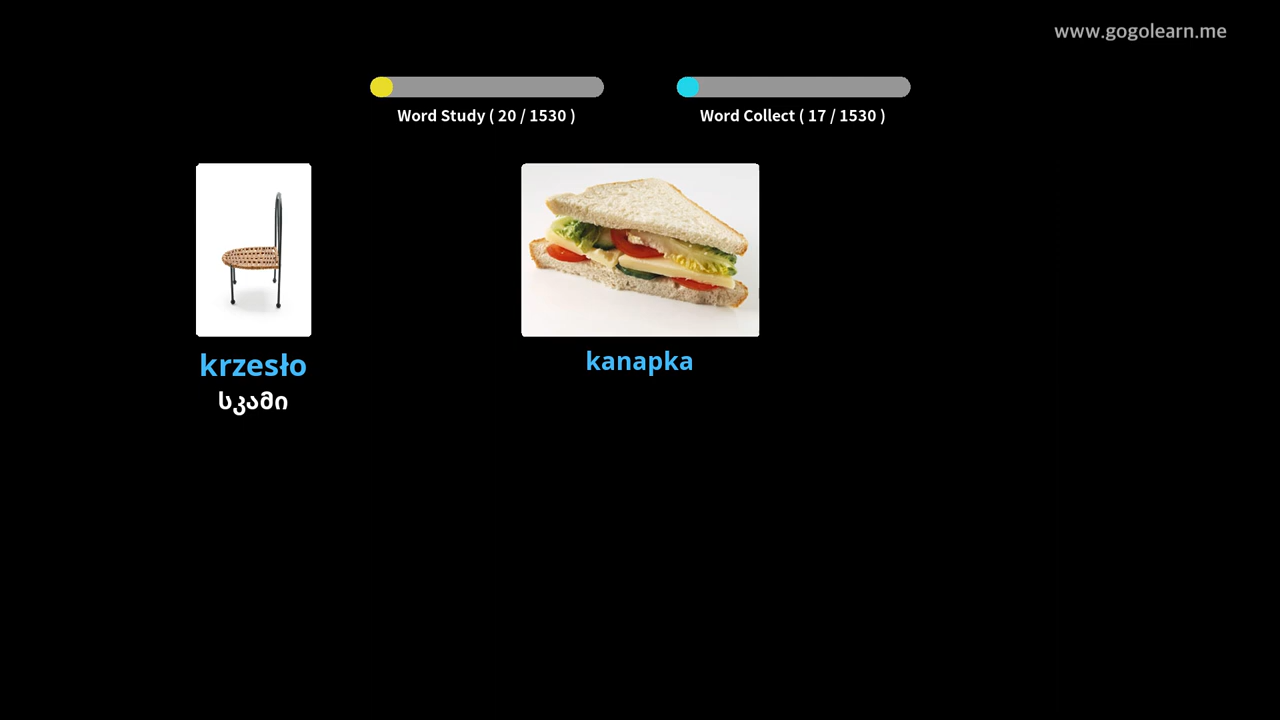 www.gogolearn.me
Word Study ( 20 / 1530 )
Word Collect ( 17 / 1530 )
krzesło
სკამი
kanapka